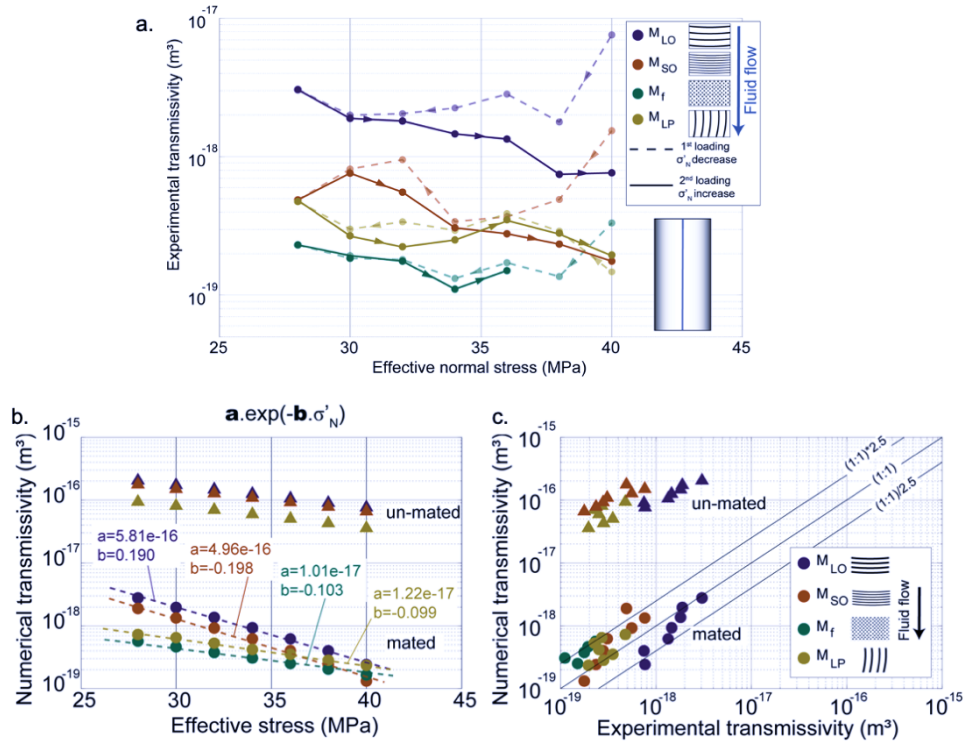 a.
10⁻¹⁷
10⁻¹⁸
10⁻¹⁹
Experimental transmissivity (m³)
25 30 35 40 45
Effective normal stress (MPa)
M_LO
M_SO
M_f
M_LP
Fluid flow
1st loading
σ'_N decrease
2nd loading
σ'_N increase
b.
a.exp(-b.σ'_N)
10⁻¹⁵
10⁻¹⁶
10⁻¹⁷
10⁻¹⁸
10⁻¹⁹
Numerical transmissivity (m³)
un-mated
a=5.81e-16
b=0.190
a=4.96e-16
b=-0.198
a=1.01e-17
b=-0.103
a=1.22e-17
b=-0.099
mated
25 30 35 40 45
Effective stress (MPa)
c.
10⁻¹⁵
10⁻¹⁶
10⁻¹⁷
10⁻¹⁸
10⁻¹⁹
Numerical transmissivity (m³)
(1:1)*2.5
(1:1)
(1:1)/2.5
un-mated
mated
M_LO
M_SO
M_f
M_LP
Fluid flow
10⁻¹⁹ 10⁻¹⁸ 10⁻¹⁷ 10⁻¹⁶ 10⁻¹⁵
Experimental transmissivity (m³)